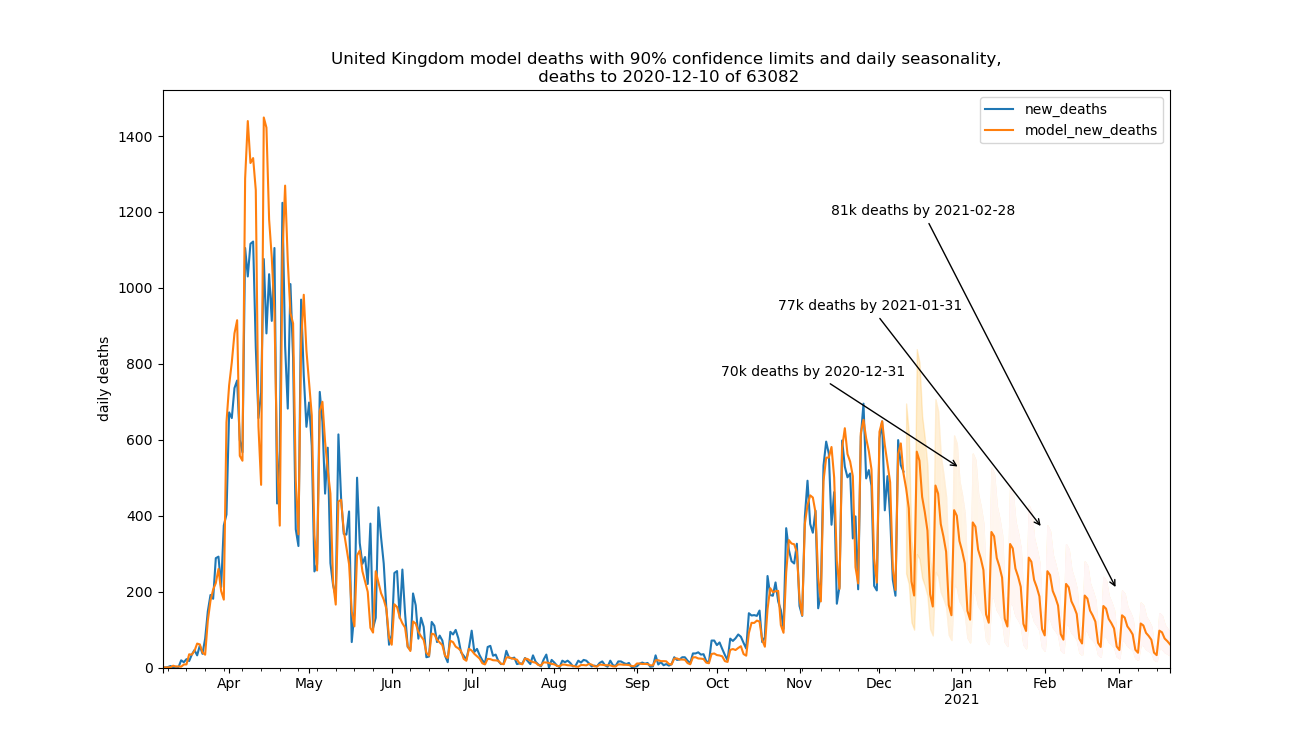 United Kingdom model deaths with 90% confidence limits and daily seasonality,
deaths to 2020-12-10 of 63082
new_deaths
model_new_deaths
1400
1200
1000
800
600
400
200
0
daily deaths
81k deaths by 2021-02-28
77k deaths by 2021-01-31
70k deaths by 2020-12-31
Apr May Jun Jul Aug Sep Oct Nov Dec Jan Feb Mar
2021